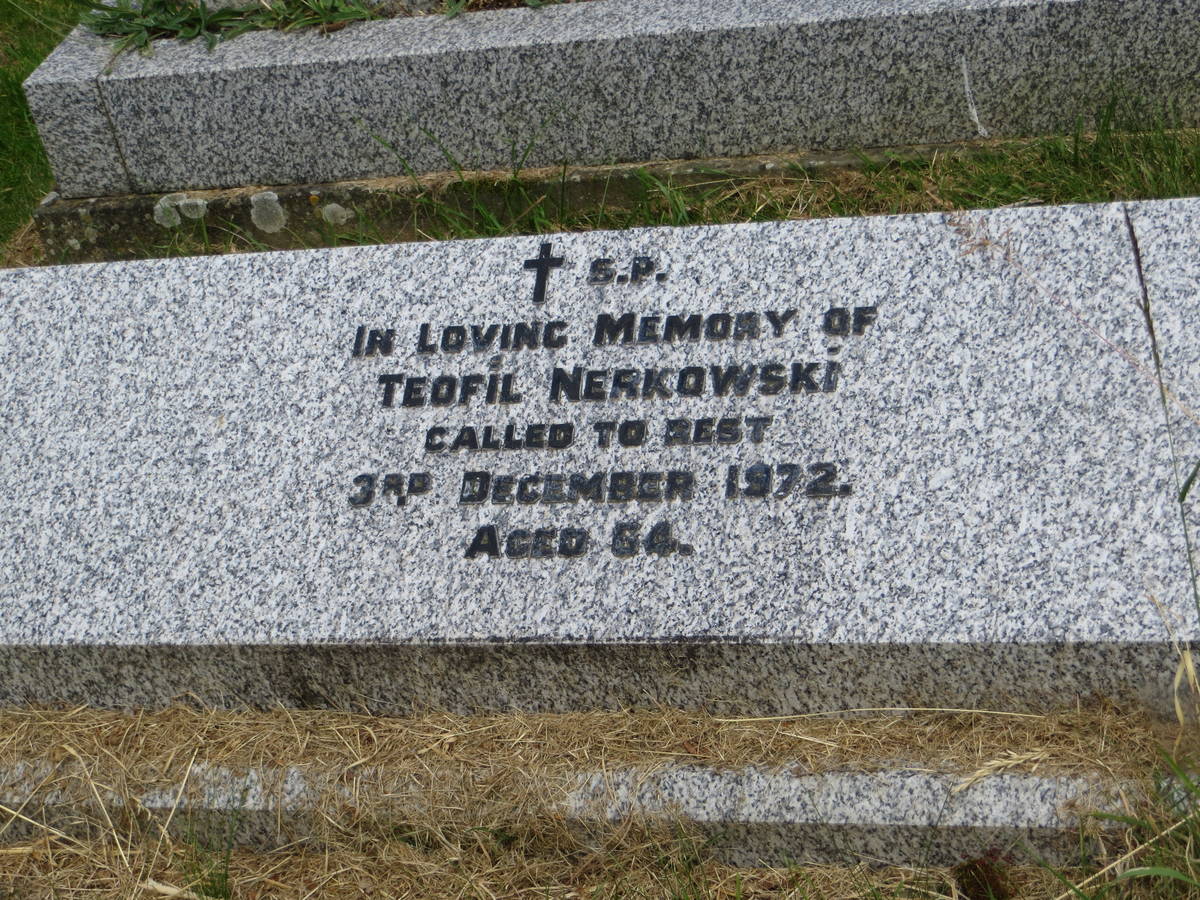 ✝ S.P.
IN LOVING MEMORY OF
TEOFIL NERKOWSKI
CALLED TO REST
3RD DECEMBER 1972.
AGED 64.